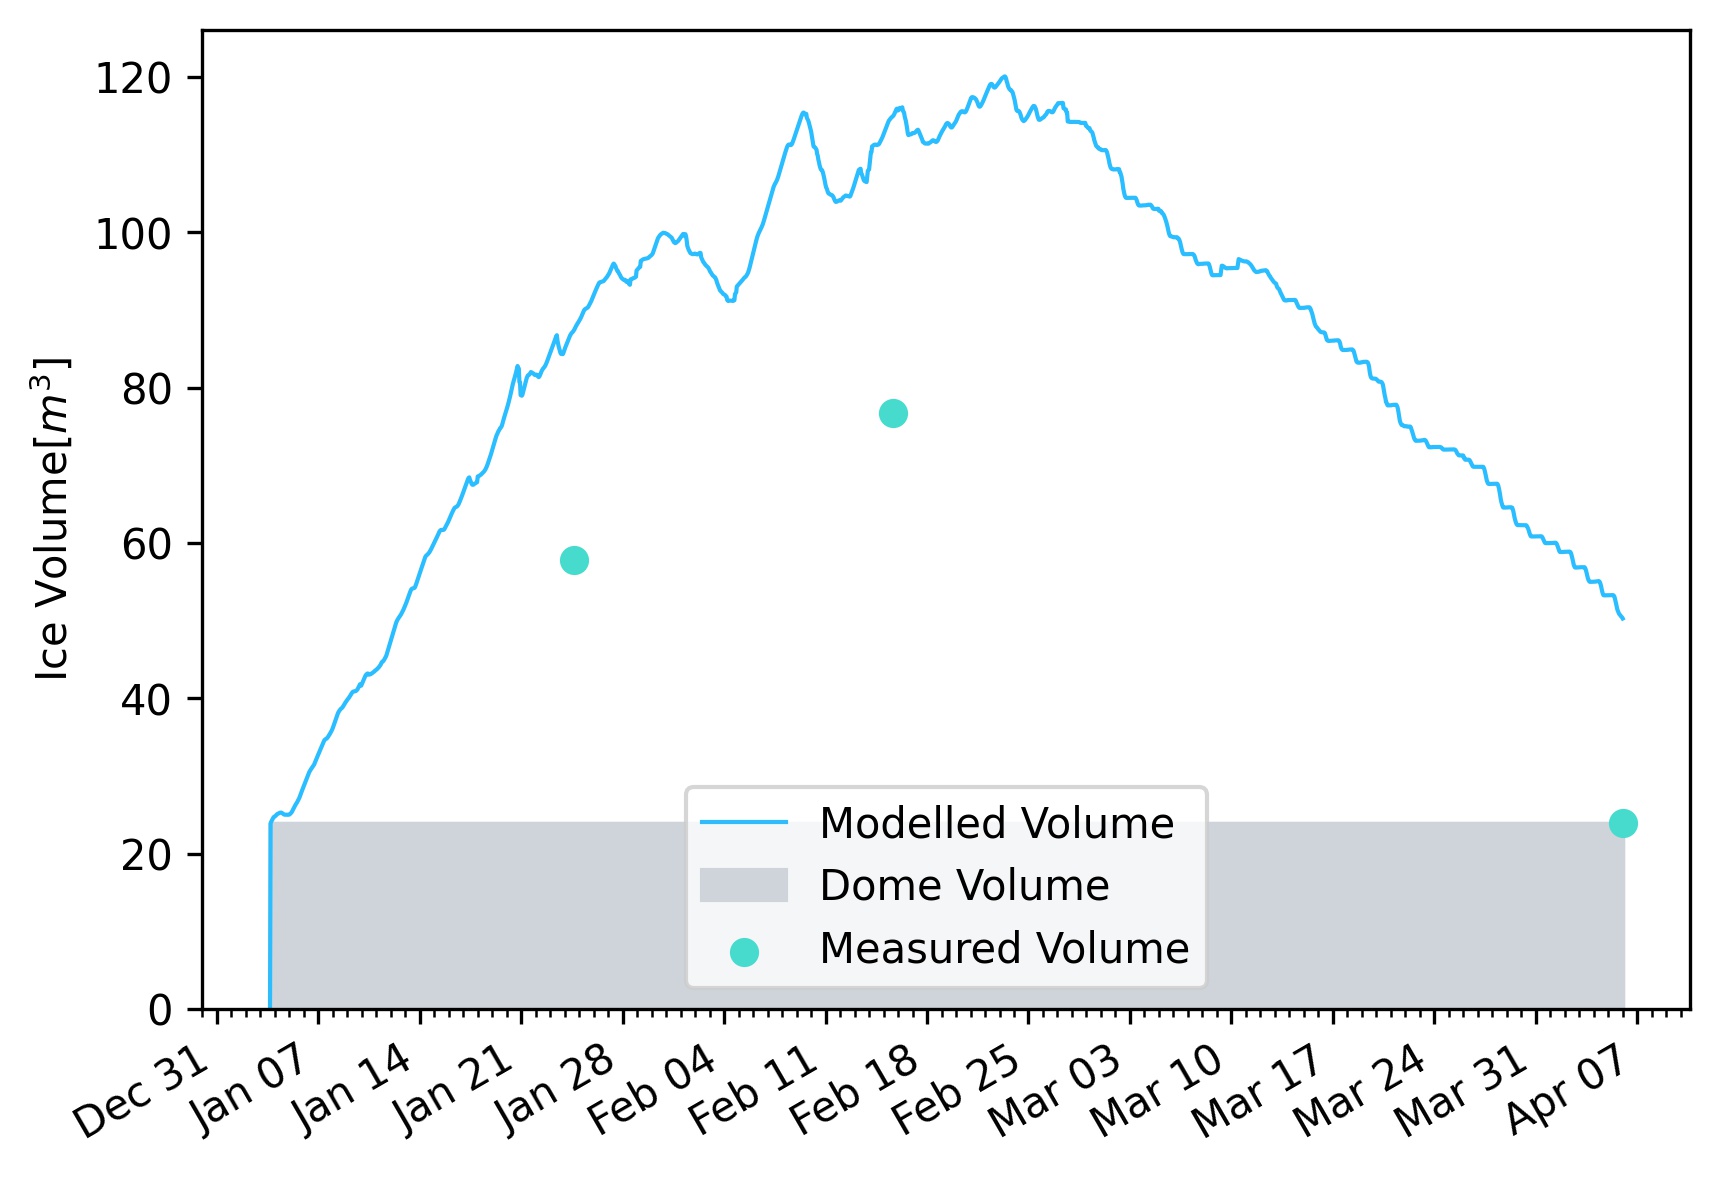 Ice Volume[m³]
120
100
80
60
40
20
0
Modelled Volume
Dome Volume
Measured Volume
Dec 31
Jan 07
Jan 14
Jan 21
Jan 28
Feb 04
Feb 11
Feb 18
Feb 25
Mar 03
Mar 10
Mar 17
Mar 24
Mar 31
Apr 07